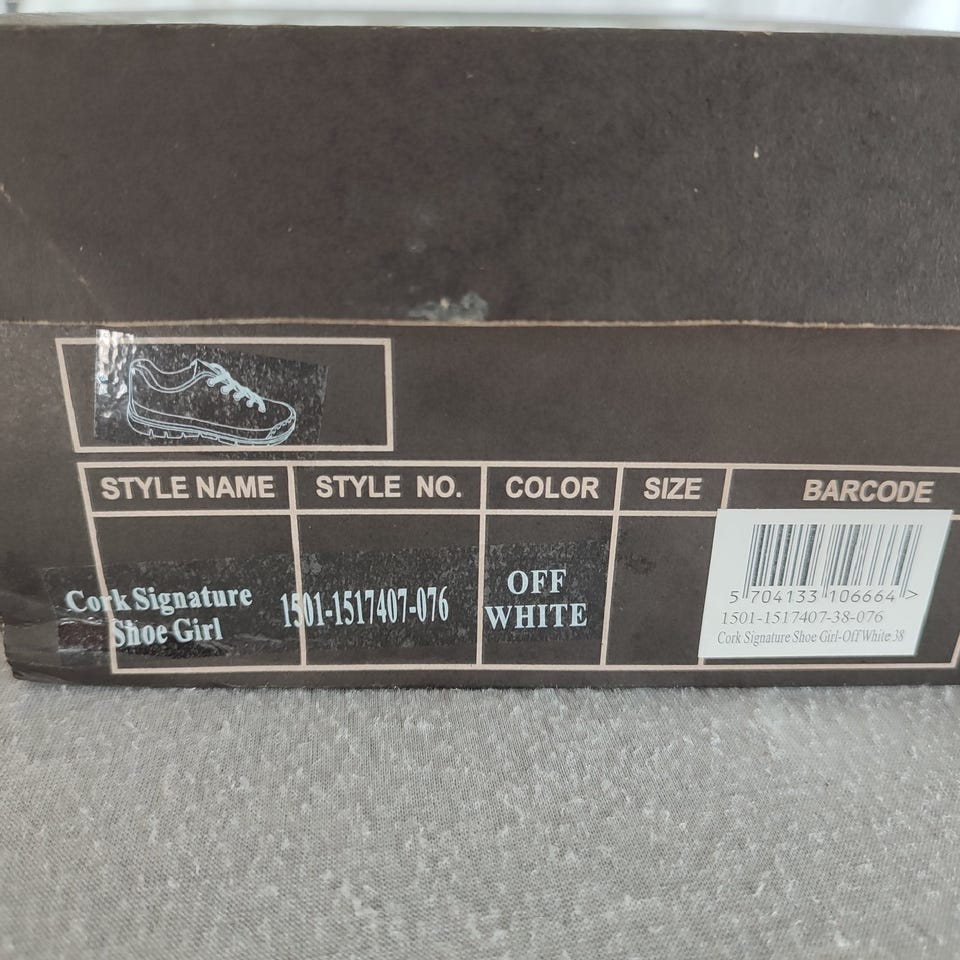 STYLE NAME STYLE NO. COLOR SIZE BARCODE
Cork Signature
Shoe Girl
1501-1517407-076
OFF
WHITE
5 704133 106664 >
1501-1517407-38-076
Cork Signature Shoe Girl-Off White 38